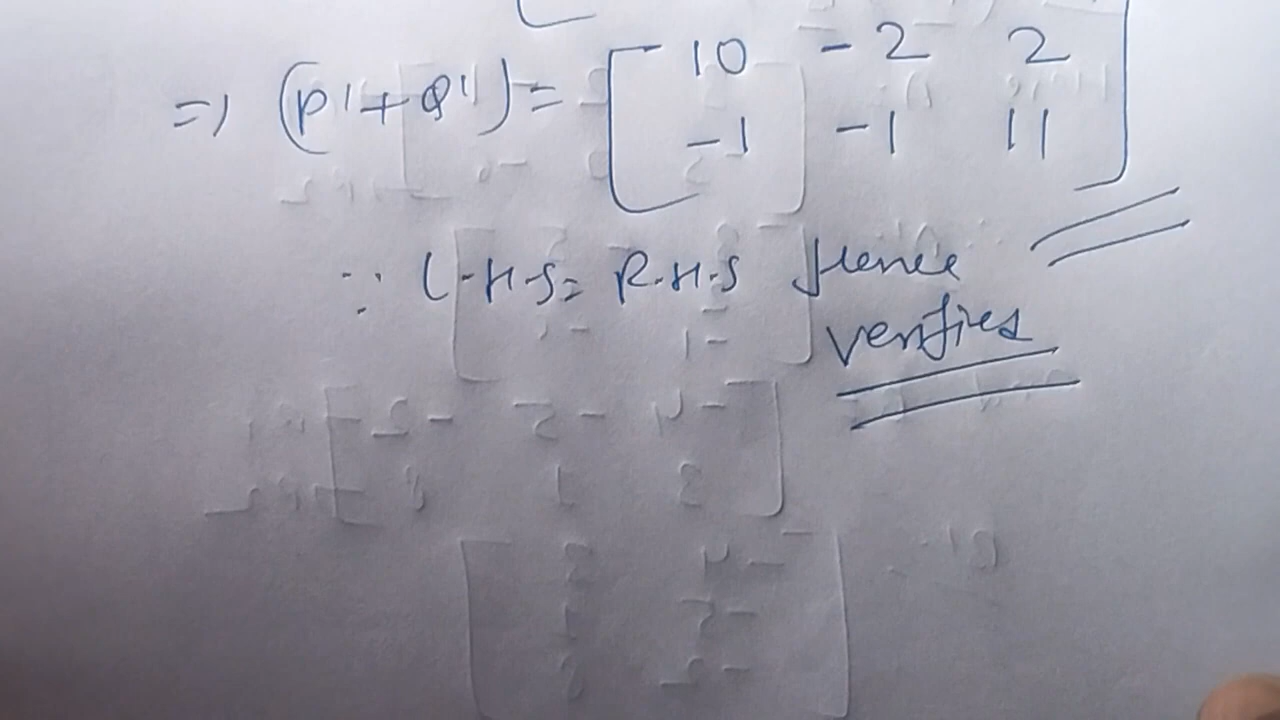 => (P' + Q') = [ 10 -2 2
-1 -1 11 ]
∵ L.H.S = R.H.S Hence
verifies